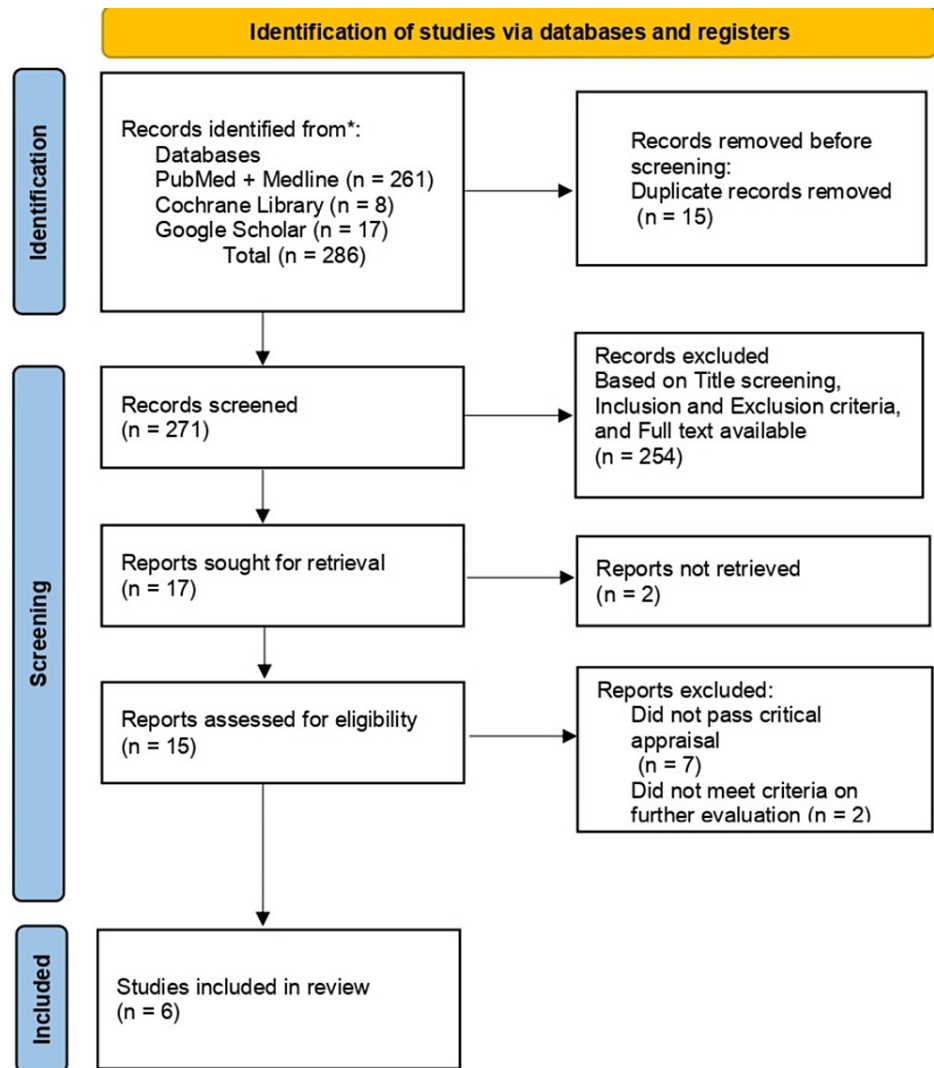 Identification of studies via databases and registers
Identification
Records identified from*:
Databases
PubMed + Medline (n = 261)
Cochrane Library (n = 8)
Google Scholar (n = 17)
Total (n = 286)
Records removed before
screening:
Duplicate records removed
(n = 15)
Screening
Records screened
(n = 271)
Records excluded
Based on Title screening,
Inclusion and Exclusion criteria,
and Full text available
(n = 254)
Reports sought for retrieval
(n = 17)
Reports not retrieved
(n = 2)
Reports assessed for eligibility
(n = 15)
Reports excluded:
Did not pass critical
appraisal
(n = 7)
Did not meet criteria on
further evaluation (n = 2)
Included
Studies included in review
(n = 6)